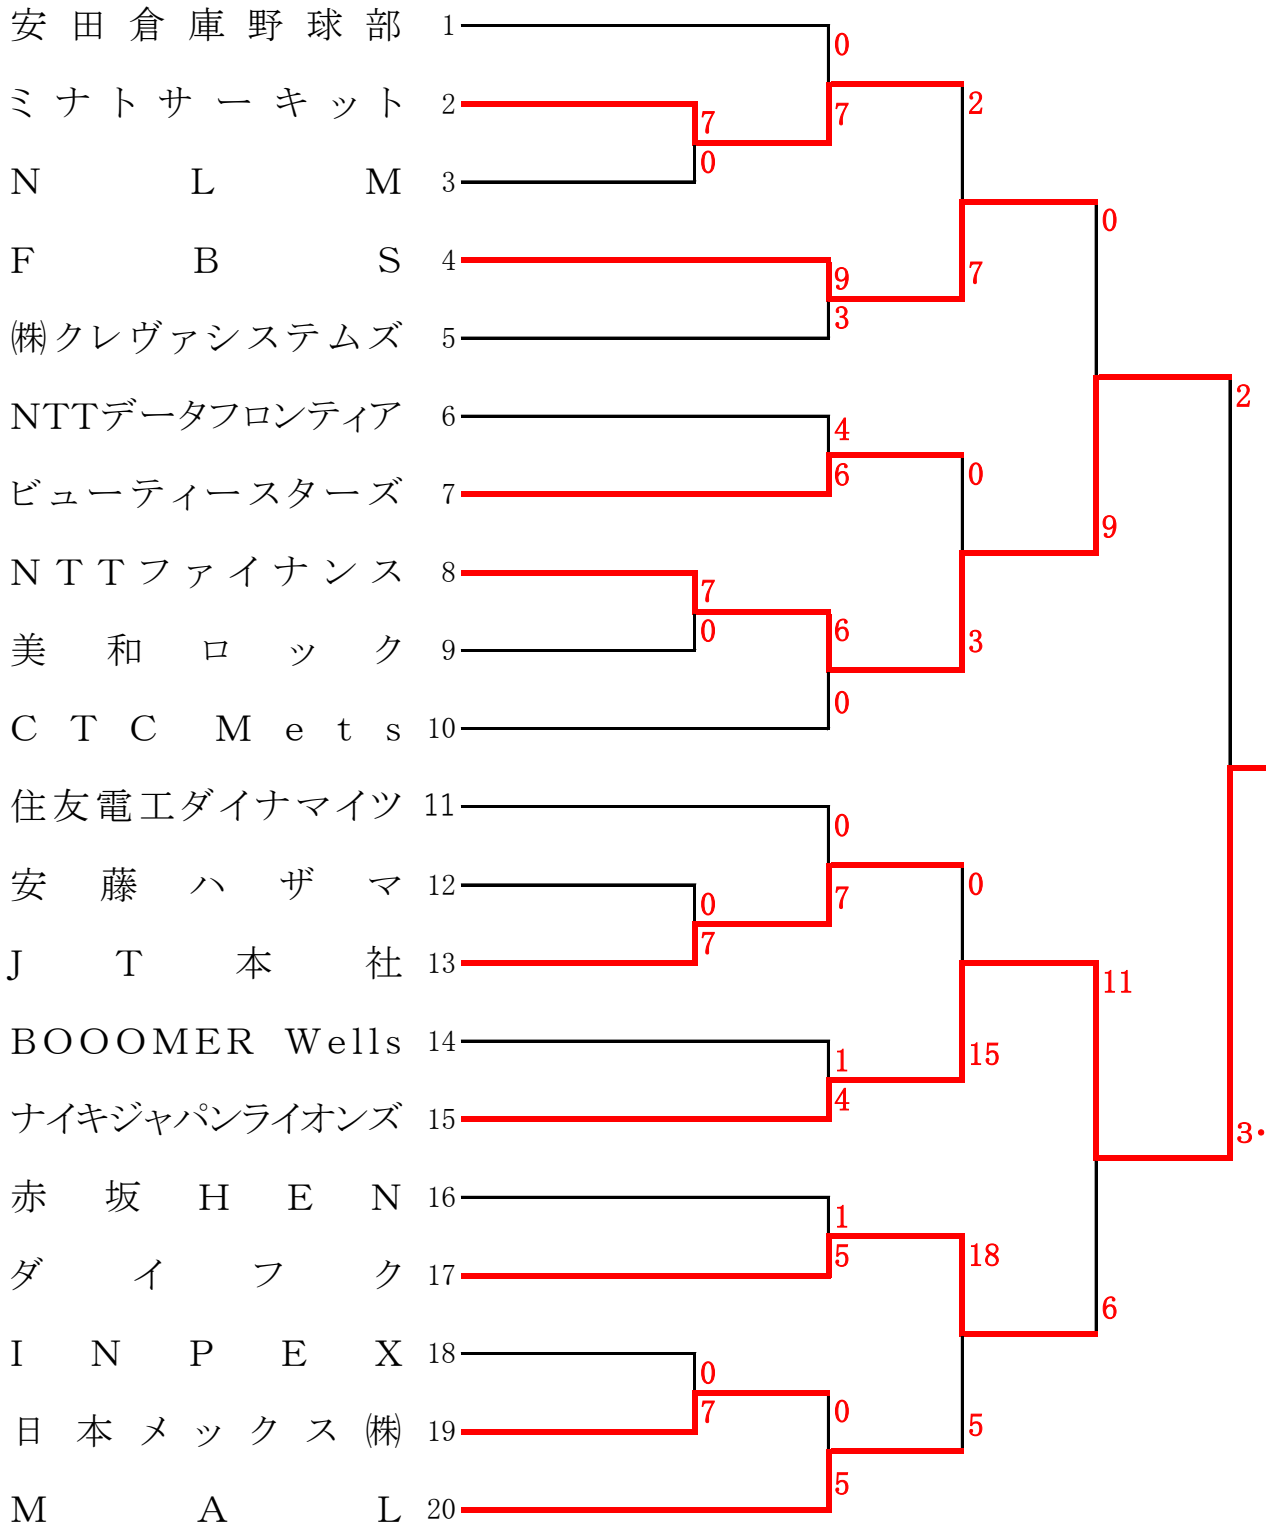 安田倉庫野球部 1
0
ミナトサーキット 2
7
7
2
0
NLM 3
0
FBS 4
9
7
3
㈱クレヴァシステムズ 5
2
NTTデータフロンティア 6
4
6
0
ビューティースターズ 7
9
NTTファイナンス 8
7
0
6
3
美和ロック 9
0
CTC Mets 10
住友電工ダイナマイツ 11
0
安藤ハザマ 12
0
7
0
7
JT本社 13
11
BOOOMER Wells 14
1
15
4
ナイキジャパンライオンズ 15
3・
赤坂HEN 16
1
5
18
ダイフク 17
6
INPEX 18
0
7
0
5
日本メックス㈱ 19
5
MAL 20